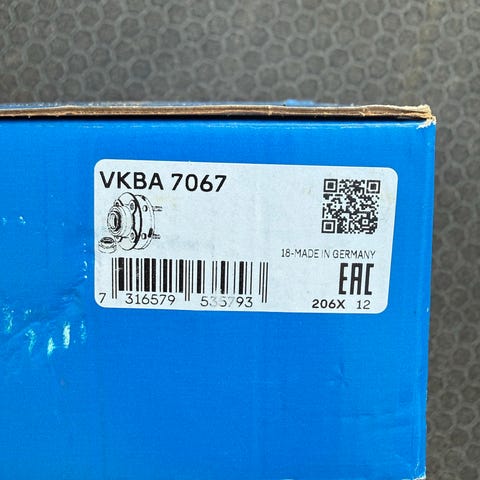 VKBA 7067
18-MADE IN GERMANY
EAC
7 316579 535793
206X 12